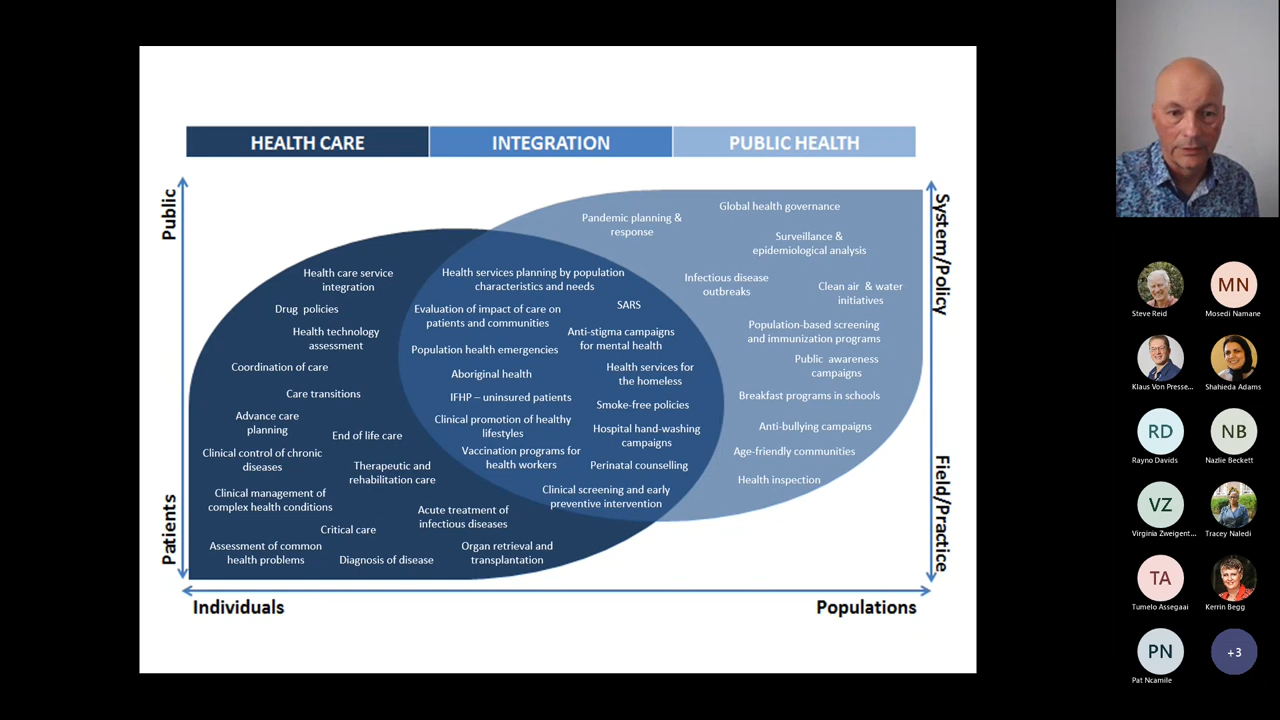 HEALTH CARE
INTEGRATION
PUBLIC HEALTH
Public
Patients
System/Policy
Field/Practice
Individuals
Populations
Health care service
integration
Drug policies
Health technology
assessment
Coordination of care
Care transitions
Advance care
planning
End of life care
Clinical control of chronic
diseases
Therapeutic and
rehabilitation care
Clinical management of
complex health conditions
Acute treatment of
infectious diseases
Critical care
Assessment of common
health problems
Diagnosis of disease
Organ retrieval and
transplantation
Health services planning by population
characteristics and needs
Evaluation of impact of care on
patients and communities
SARS
Anti-stigma campaigns
for mental health
Population health emergencies
Aboriginal health
Health services for
the homeless
IFHP – uninsured patients
Smoke-free policies
Clinical promotion of healthy
lifestyles
Hospital hand-washing
campaigns
Vaccination programs for
health workers
Perinatal counselling
Clinical screening and early
preventive intervention
Pandemic planning &
response
Global health governance
Surveillance &
epidemiological analysis
Infectious disease
outbreaks
Clean air & water
initiatives
Population-based screening
and immunization programs
Public awareness
campaigns
Breakfast programs in schools
Anti-bullying campaigns
Age-friendly communities
Health inspection
Steve Reid
MN
Mosedi Namane
Klaus Von Presse...
Shahieda Adams
RD
Rayno Davids
NB
Nazlie Beckett
VZ
Virginia Zweigent...
Tracey Naledi
TA
Tumelo Assegaai
Kerrin Begg
PN
Pat Ncamile
+3